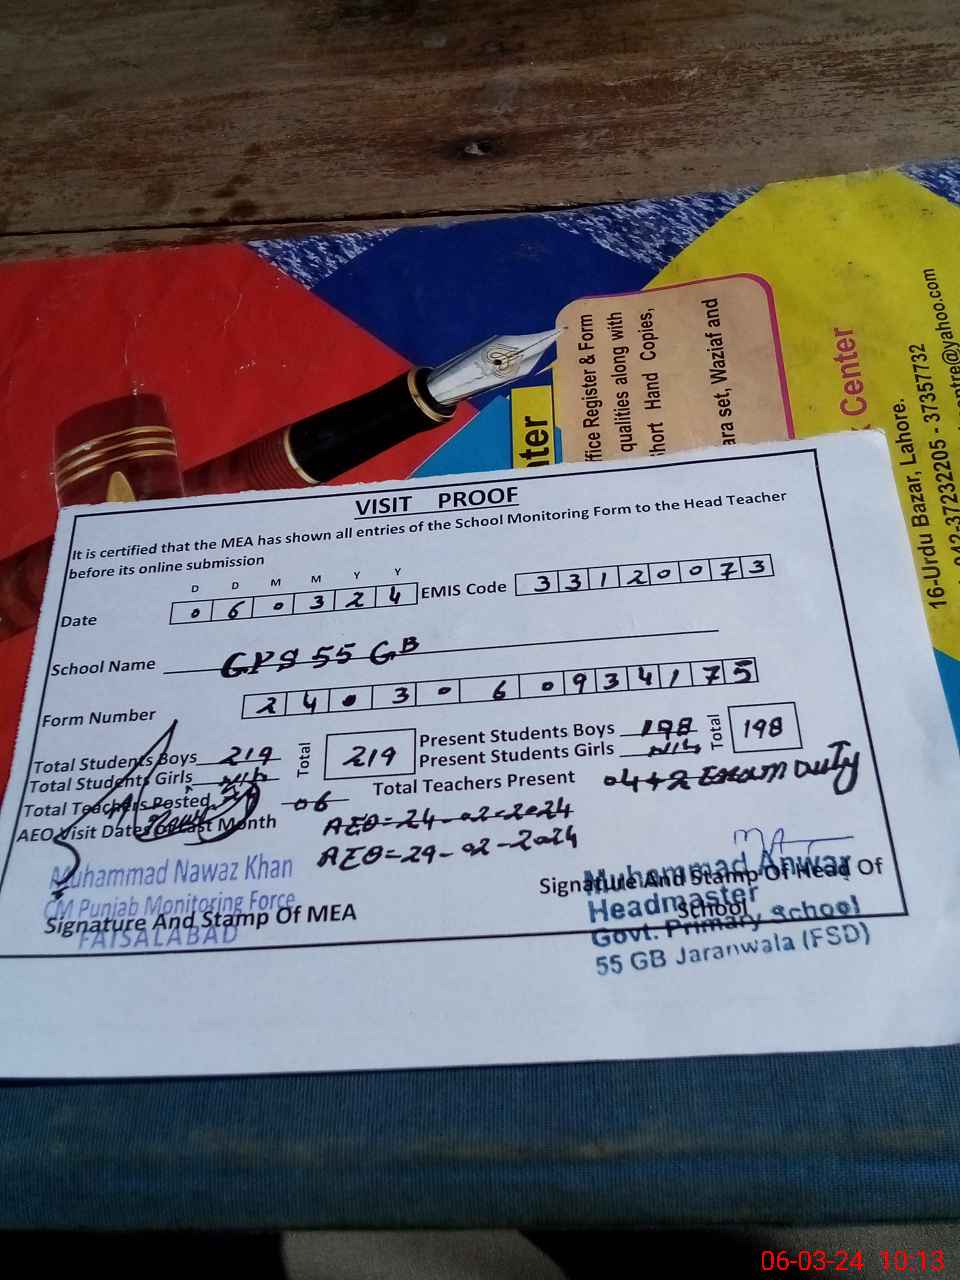 ffice Register & Form
qualities along with
Short Hand Copies,
ara set, Waziaf and
Center
16-Urdu Bazar, Lahore.
042-37232205 - 37357732
centre@yahoo.com
VISIT PROOF
It is certified that the MEA has shown all entries of the School Monitoring Form to the Head Teacher
before its online submission
D D M M Y Y
Date 0 6 0 3 2 4 EMIS Code 3 3 1 2 0 0 7 3
School Name GPS 55 GB
Form Number 2 4 0 3 0 6 0 9 3 4 1 7 5
Total Students Boys 219 Total 219 Present Students Boys 198 Total 198
Total Students Girls Nil Present Students Girls Nil
Total Teachers Posted 06 Total Teachers Present 04+2 Exam Duty
AEO Visit Dates of Last Month AEO=24-02-2024
AEO=29-02-2024
Muhammad Nawaz Khan
CM Punjab Monitoring Force
FAISALABAD
Signature And Stamp Of MEA
MA
Signature And Stamp Of Head Of
School
Muhammad Anwar
Headmaster
Govt. Primary School
55 GB Jaranwala (FSD)
06-03-24 10:13